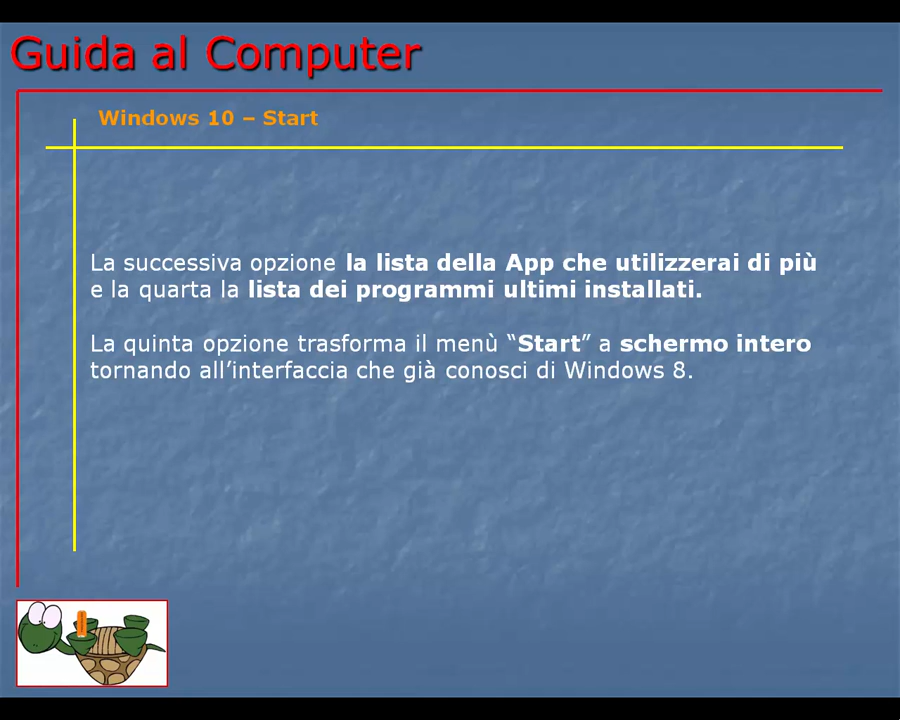 Guida al Computer
Windows 10 – Start
La successiva opzione la lista della App che utilizzerai di più
e la quarta la lista dei programmi ultimi installati.
La quinta opzione trasforma il menù “Start” a schermo intero
tornando all’interfaccia che già conosci di Windows 8.